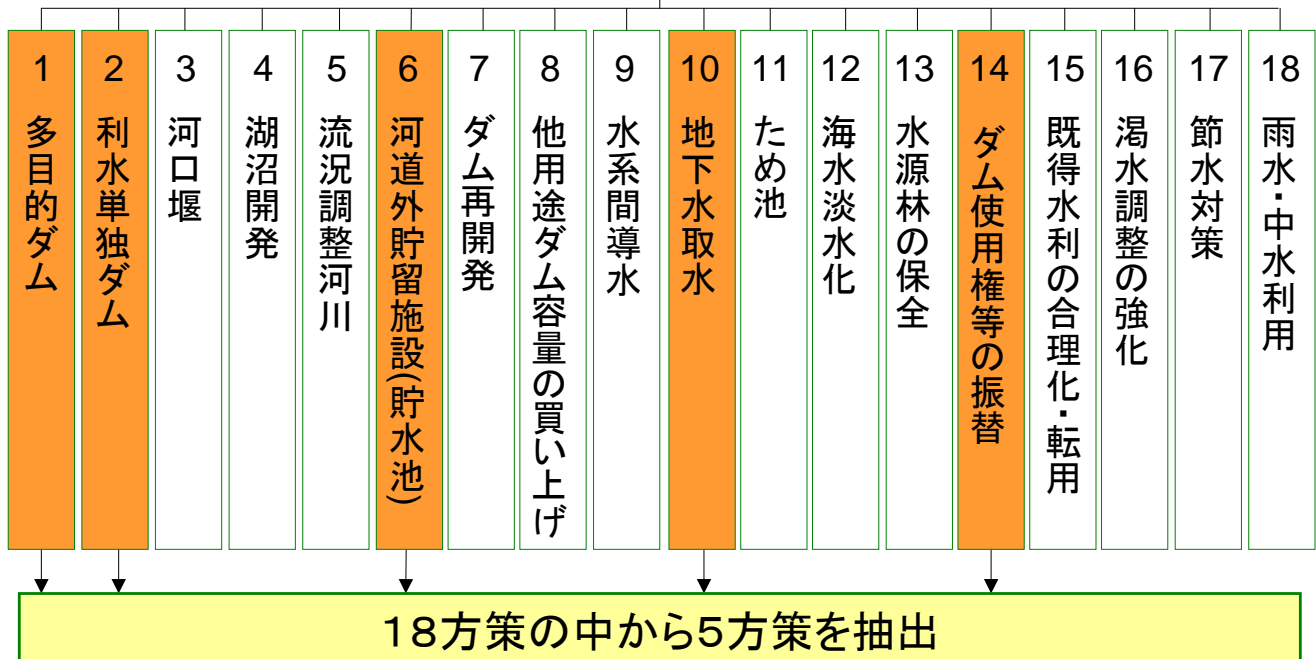 1
多目的ダム
2
利水単独ダム
3
河口堰
4
湖沼開発
5
流況調整河川
6
河道外貯留施設(貯水池)
7
ダム再開発
8
他用途ダム容量の買い上げ
9
水系間導水
10
地下水取水
11
ため池
12
海水淡水化
13
水源林の保全
14
ダム使用権等の振替
15
既得水利の合理化・転用
16
渇水調整の強化
17
節水対策
18
雨水・中水利用
18方策の中から5方策を抽出